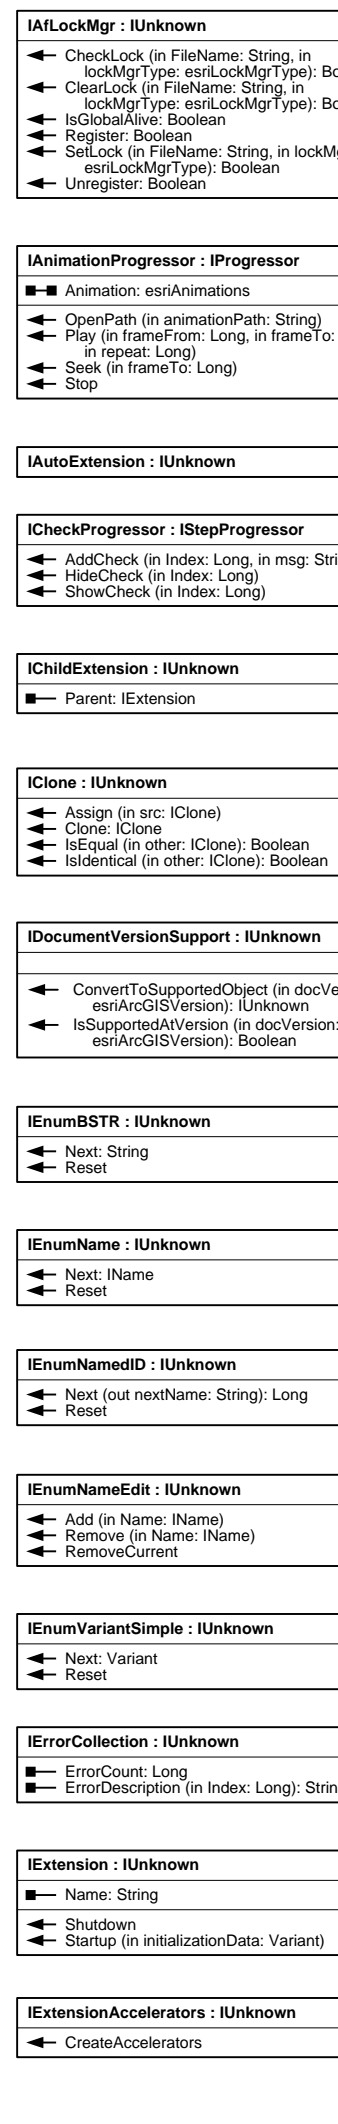 IAfLockMgr : IUnknown
CheckLock (in FileName: String, in
lockMgrType: esriLockMgrType): Bo
ClearLock (in FileName: String, in
lockMgrType: esriLockMgrType): Bo
IsGlobalAlive: Boolean
Register: Boolean
SetLock (in FileName: String, in lockM
esriLockMgrType): Boolean
Unregister: Boolean
IAnimationProgressor : IProgressor
Animation: esriAnimations
OpenPath (in animationPath: String)
Play (in frameFrom: Long, in frameTo:
in repeat: Long)
Seek (in frameTo: Long)
Stop
IAutoExtension : IUnknown
ICheckProgressor : IStepProgressor
AddCheck (in Index: Long, in msg: Stri
HideCheck (in Index: Long)
ShowCheck (in Index: Long)
IChildExtension : IUnknown
Parent: IExtension
IClone : IUnknown
Assign (in src: IClone)
Clone: IClone
IsEqual (in other: IClone): Boolean
IsIdentical (in other: IClone): Boolean
IDocumentVersionSupport : IUnknown
ConvertToSupportedObject (in docVe
esriArcGISVersion): IUnknown
IsSupportedAtVersion (in docVersion:
esriArcGISVersion): Boolean
IEnumBSTR : IUnknown
Next: String
Reset
IEnumName : IUnknown
Next: IName
Reset
IEnumNamedID : IUnknown
Next (out nextName: String): Long
Reset
IEnumNameEdit : IUnknown
Add (in Name: IName)
Remove (in Name: IName)
RemoveCurrent
IEnumVariantSimple : IUnknown
Next: Variant
Reset
IErrorCollection : IUnknown
ErrorCount: Long
ErrorDescription (in Index: Long): Strin
IExtension : IUnknown
Name: String
Shutdown
Startup (in initializationData: Variant)
IExtensionAccelerators : IUnknown
CreateAccelerators